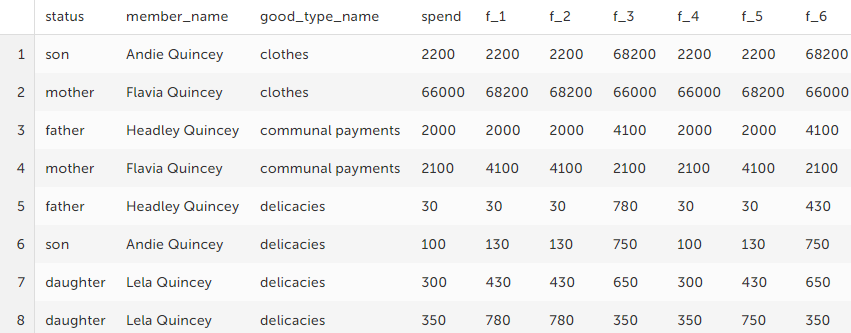 status member_name good_type_name spend f_1 f_2 f_3 f_4 f_5 f_6
1 son Andie Quincey clothes 2200 2200 2200 68200 2200 2200 68200
2 mother Flavia Quincey clothes 66000 68200 68200 66000 66000 68200 66000
3 father Headley Quincey communal payments 2000 2000 2000 4100 2000 2000 4100
4 mother Flavia Quincey communal payments 2100 4100 4100 2100 2100 4100 2100
5 father Headley Quincey delicacies 30 30 30 780 30 30 430
6 son Andie Quincey delicacies 100 130 130 750 100 130 750
7 daughter Lela Quincey delicacies 300 430 430 650 300 430 650
8 daughter Lela Quincey delicacies 350 780 780 350 350 750 350